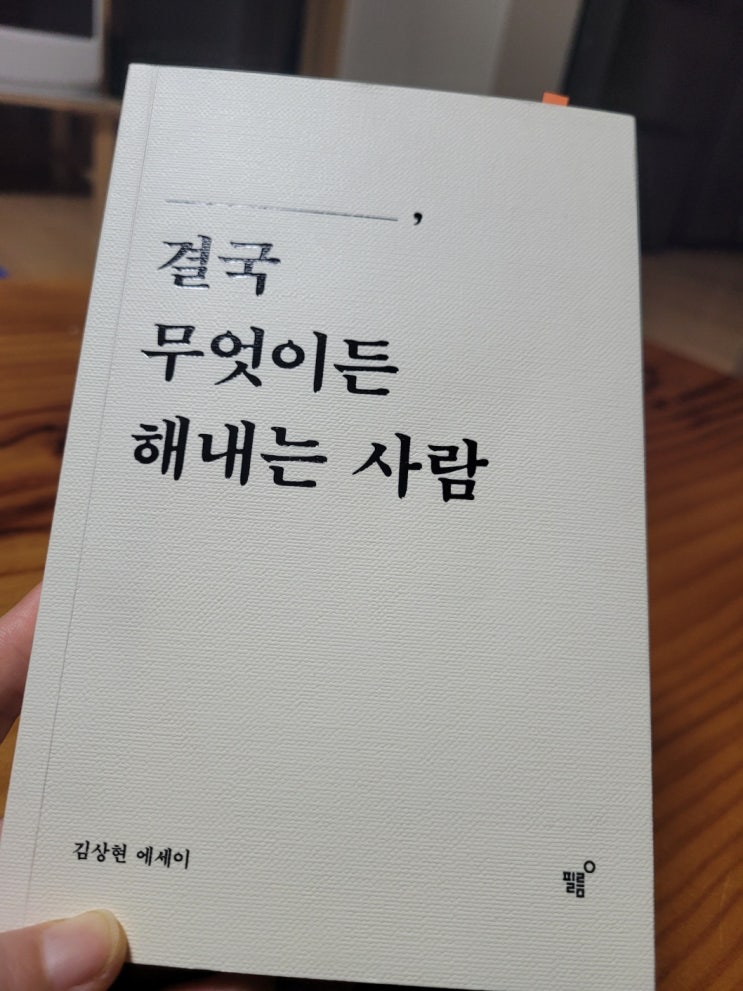 __________,
결국
무엇이든
해내는 사람
김상현 에세이
필름